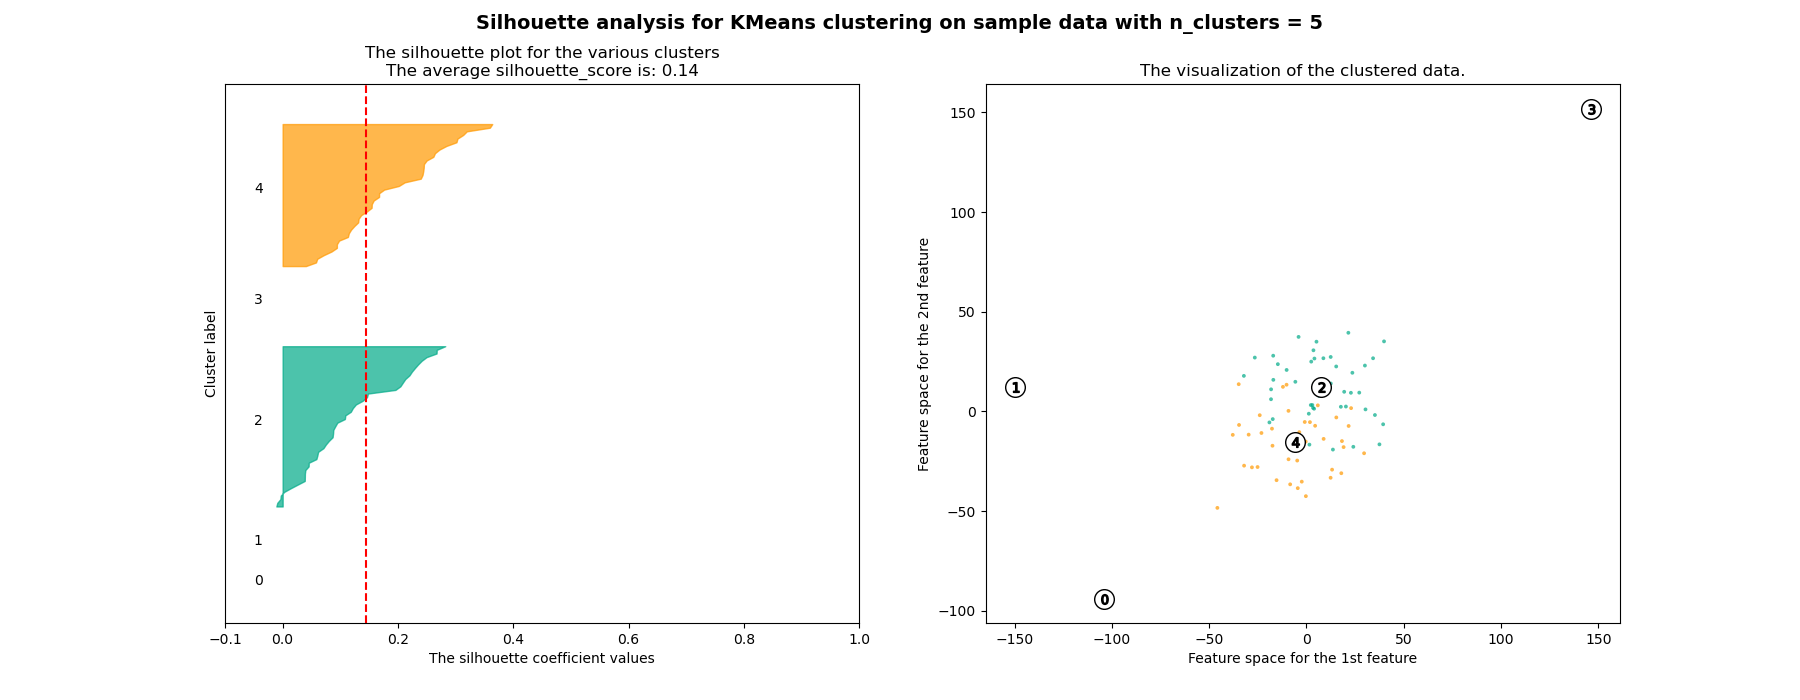 Silhouette analysis for KMeans clustering on sample data with n_clusters = 5
The silhouette plot for the various clusters
The average silhouette_score is: 0.14
4
3
2
1
0
Cluster label
−0.1 0.0 0.2 0.4 0.6 0.8 1.0
The silhouette coefficient values
The visualization of the clustered data.
150
100
50
0
−50
−100
Feature space for the 2nd feature
3
1
2
4
0
−150 −100 −50 0 50 100 150
Feature space for the 1st feature